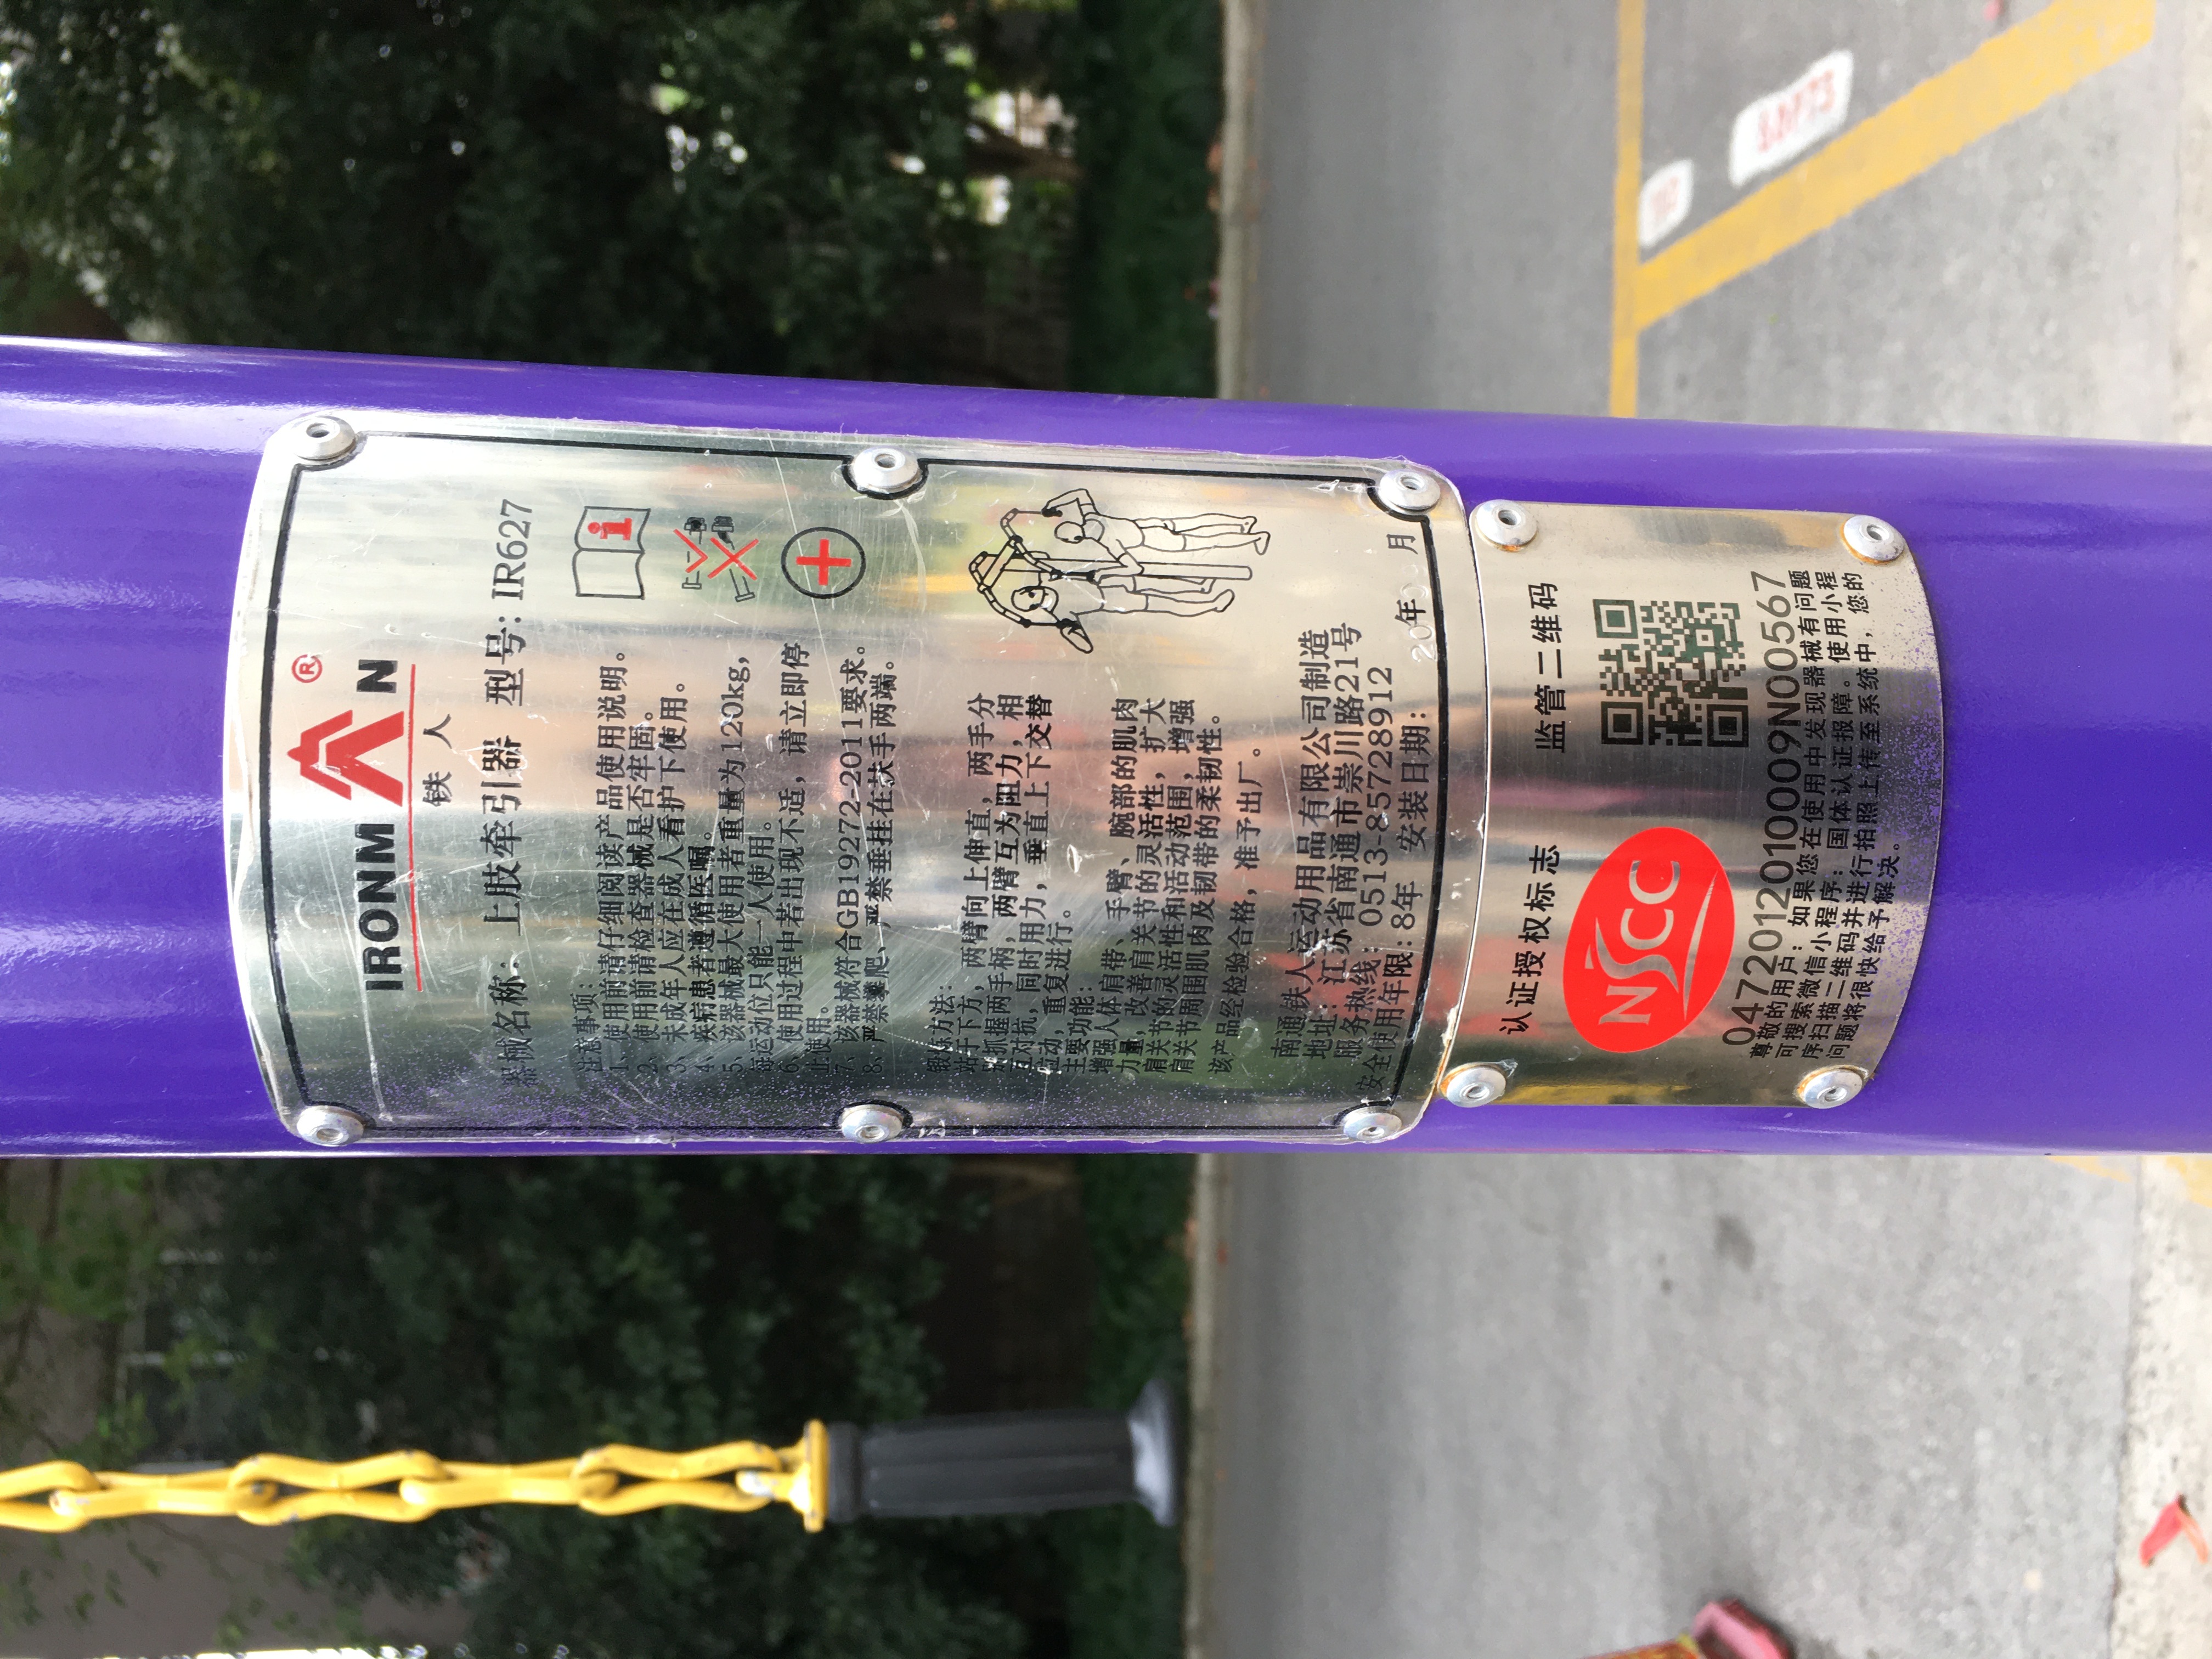 IRONMAN®
铁 人
器械名称: 上肢牵引器 型号: IR627
注意事项:
1、使用前请仔细阅读产品使用说明。
2、使用前请检查器械是否牢固。
3、未成年人应在成人看护下使用。
4、疾病患者遵循医嘱。
5、该器械最大使用者重量为120kg,
每运动位只能一人使用。
6、使用过程中若出现不适，请立即停
止使用。
7、该器械符合GB19272-2011要求。
8、严禁攀爬、严禁垂挂在扶手两端。
锻炼方法:
站于下方，两臂向上伸直，两手分
别抓握两手柄，两臂互为阻力，相
互对抗，同时用力，垂直上下交替
拉动，重复进行。
主要功能:
增强人体肩带、手臂、腕部的肌肉
力量，改善肩关节的灵活性，扩大
肩关节的灵活性和活动范围，增强
肩关节周围肌肉及韧带的柔韧性。
该产品经检验合格，准予出厂。
南通铁人运动用品有限公司制造
地址: 江苏省南通市崇川路21号
服务热线: 0513-85728912
安全使用年限: 8年 安装日期: 20 年 月
认证授权标志 监管二维码
NSCC
0472012010009N00567
尊敬的用户: 如果您在使用中发现器械有问题
可搜索微信小程序: 国体认证报障。使用小程
序扫描二维码并进行拍照上传至系统中，您的
问题将很快给予解决。